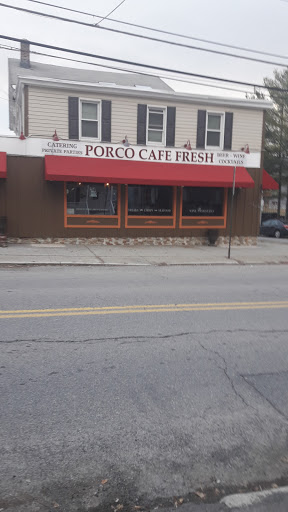 CATERING
PRIVATE PARTIES
PORCO CAFE FRESH
BEER - WINE
COCKTAILS